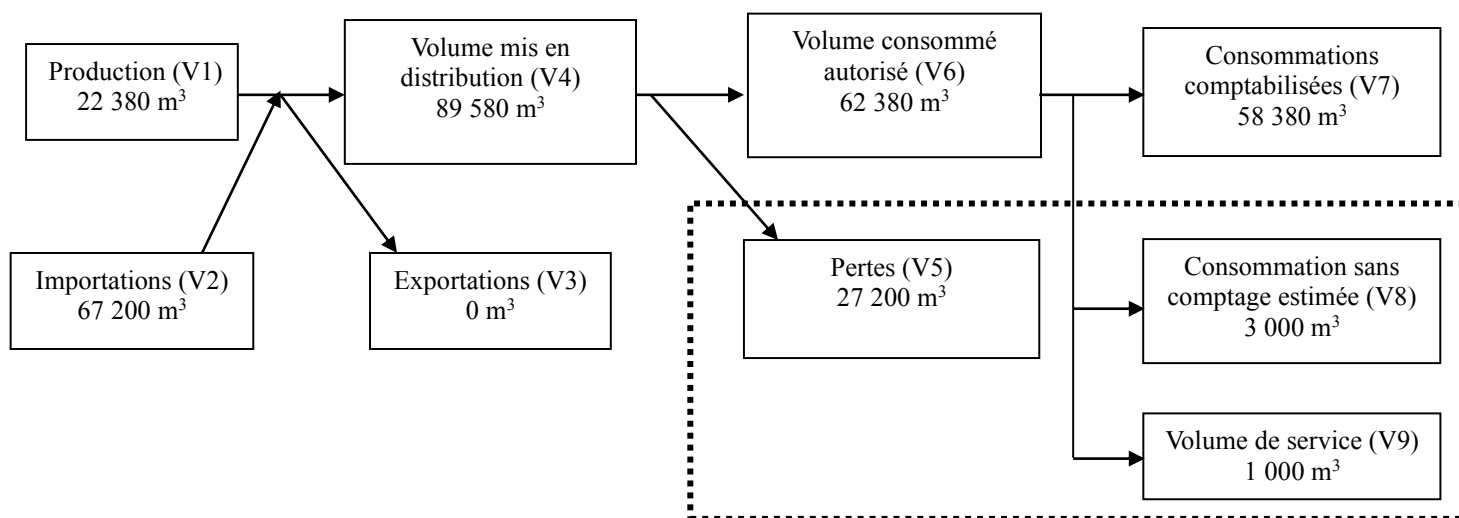 Production (V1)
22 380 m³
Volume mis en
distribution (V4)
89 580 m³
Volume consommé
autorisé (V6)
62 380 m³
Consommations
comptabilisées (V7)
58 380 m³
Importations (V2)
67 200 m³
Exportations (V3)
0 m³
Pertes (V5)
27 200 m³
Consommation sans
comptage estimée (V8)
3 000 m³
Volume de service (V9)
1 000 m³